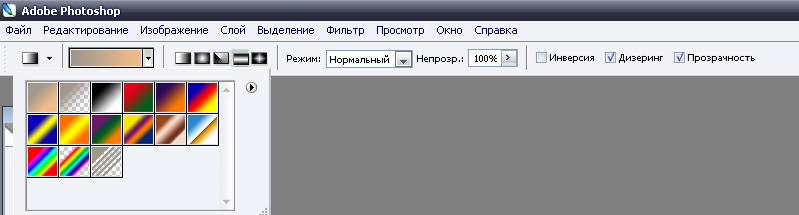 Adobe Photoshop
Файл Редактирование Изображение Слой Выделение Фильтр Просмотр Окно Справка
Режим: Нормальный Непрозр.: 100% Инверсия Дизеринг Прозрачность